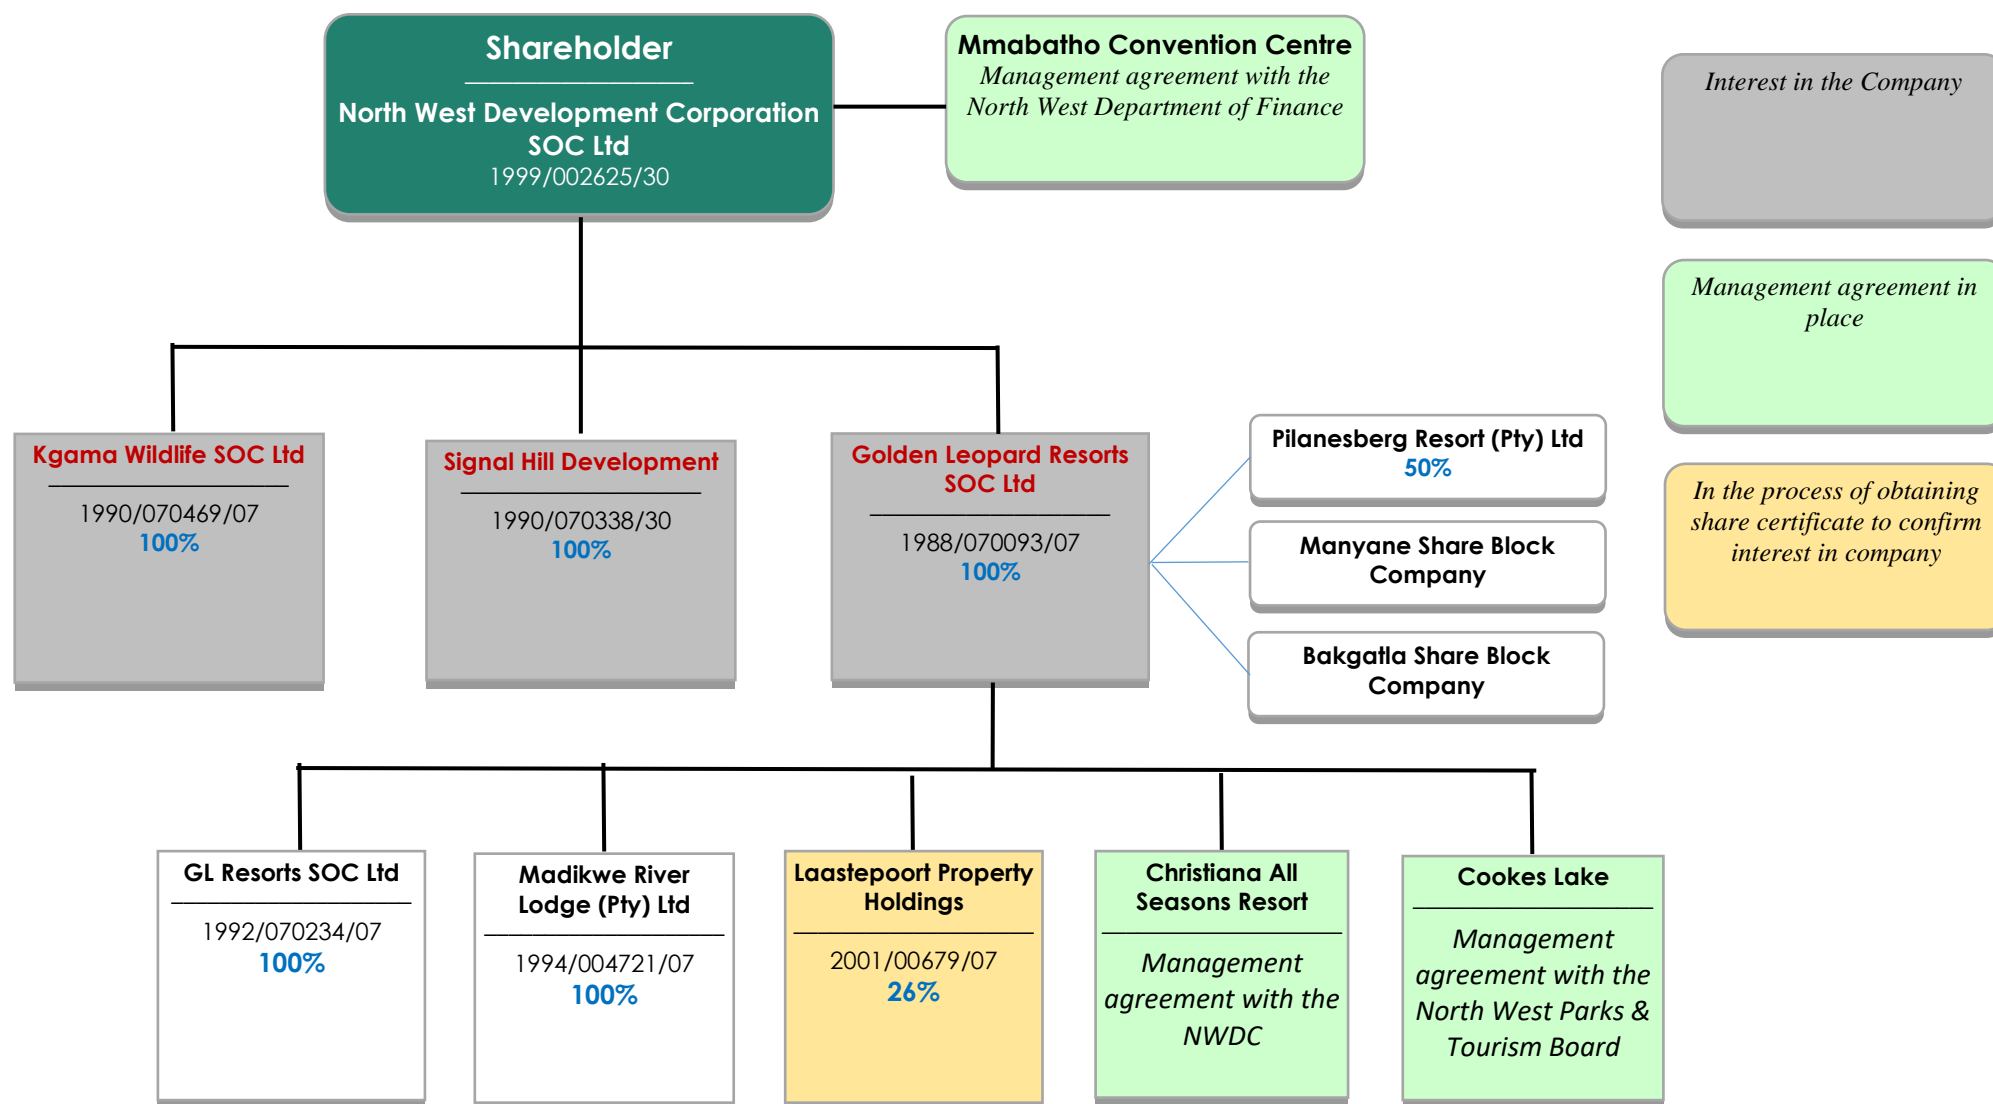 Shareholder
North West Development Corporation
SOC Ltd
1999/002625/30
Mmabatho Convention Centre
Management agreement with the
North West Department of Finance
Interest in the Company
Management agreement in
place
In the process of obtaining
share certificate to confirm
interest in company
Kgama Wildlife SOC Ltd
1990/070469/07
100%
Signal Hill Development
1990/070338/30
100%
Golden Leopard Resorts
SOC Ltd
1988/070093/07
100%
Pilanesberg Resort (Pty) Ltd
50%
Manyane Share Block
Company
Bakgatla Share Block
Company
GL Resorts SOC Ltd
1992/070234/07
100%
Madikwe River
Lodge (Pty) Ltd
1994/004721/07
100%
Laastepoort Property
Holdings
2001/00679/07
26%
Christiana All
Seasons Resort
Management
agreement with the
NWDC
Cookes Lake
Management
agreement with the
North West Parks &
Tourism Board